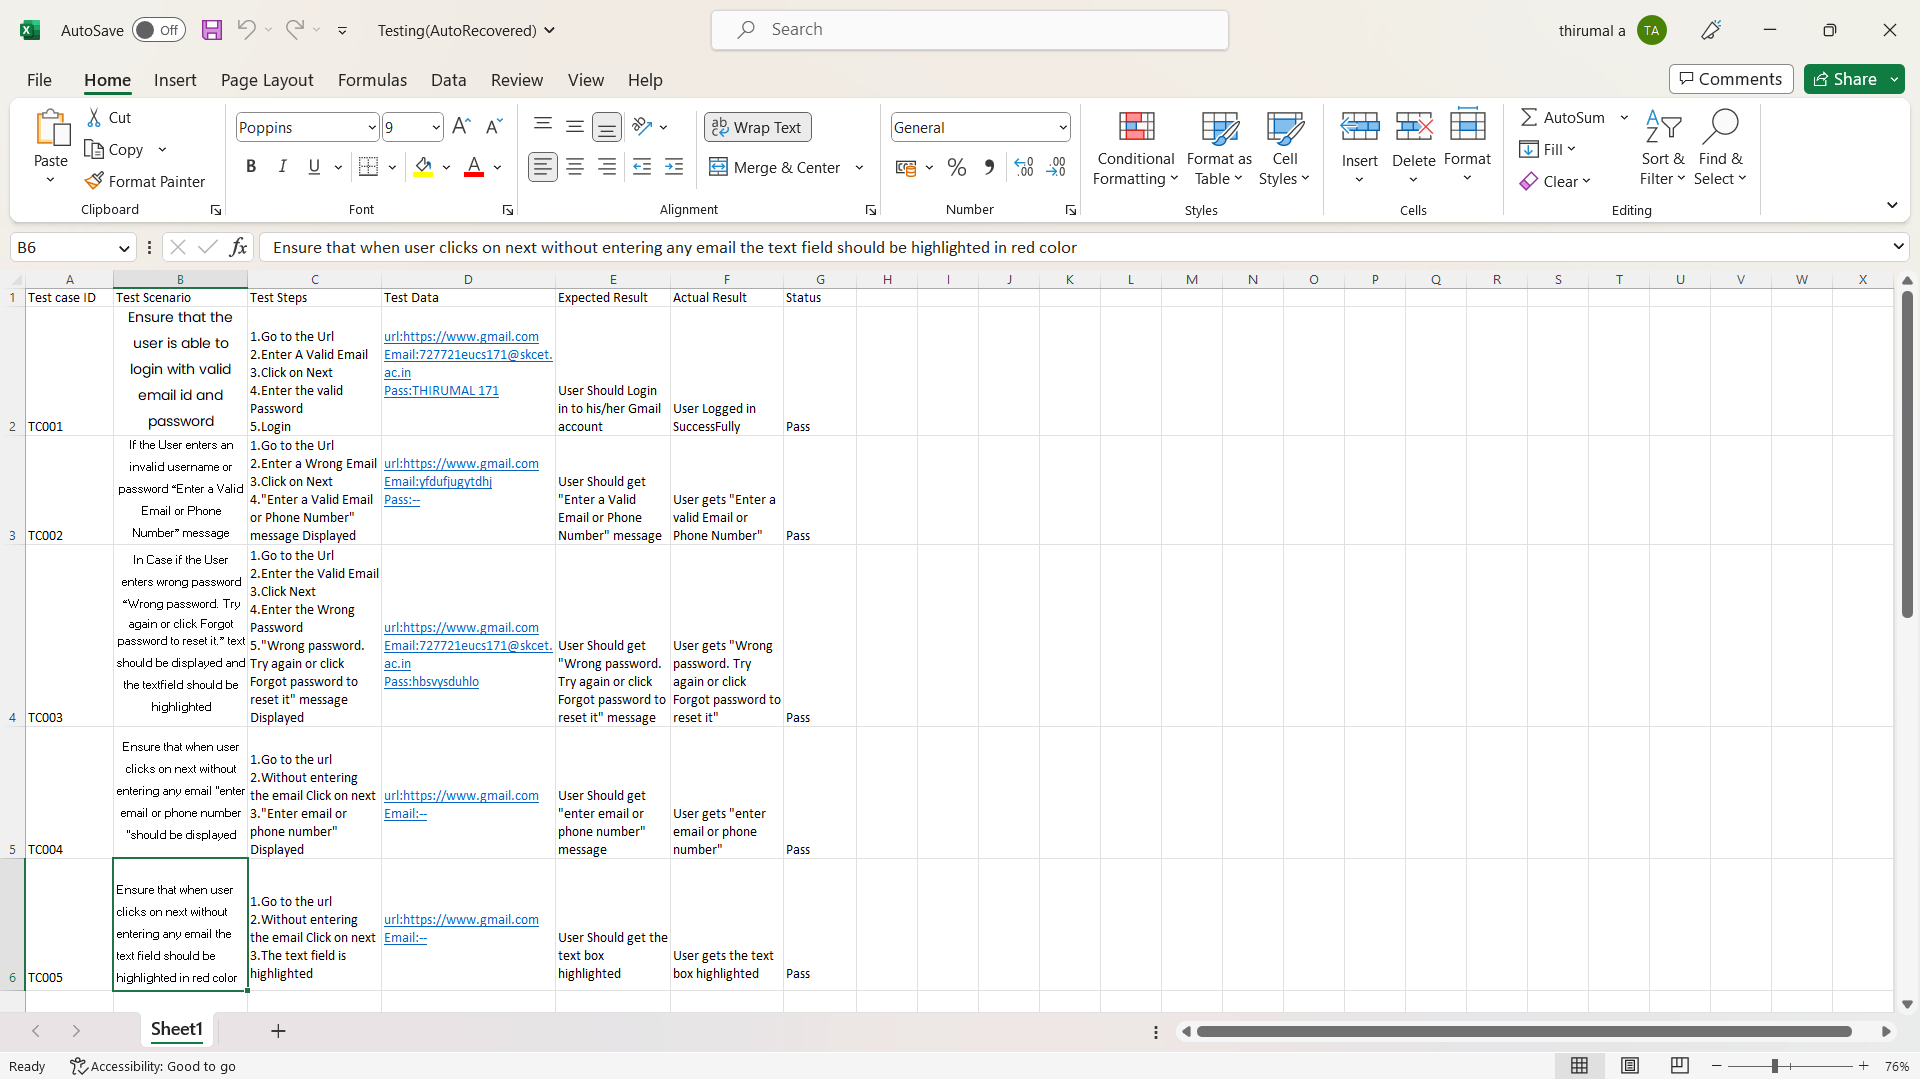 AutoSave Off Testing(AutoRecovered) Search thirumal a TA
File Home Insert Page Layout Formulas Data Review View Help Comments Share
Paste Cut Copy Format Painter Clipboard
Poppins 9 A A B I U A Font
ab Wrap Text Merge & Center Alignment
General % Number
Conditional Formatting Format as Table Cell Styles Styles
Insert Delete Format Cells
AutoSum Fill Clear Sort & Filter Find & Select Editing
B6 fx Ensure that when user clicks on next without entering any email the text field should be highlighted in red color
A B C D E F G H I J K L M N O P Q R S T U V W X
1 Test case ID Test Scenario Test Steps Test Data Expected Result Actual Result Status
2 TC001
Ensure that the
user is able to
login with valid
email id and
password
1.Go to the Url
2.Enter A Valid Email
3.Click on Next
4.Enter the valid
Password
5.Login
url:https://www.gmail.com
Email:727721eucs171@skcet.
ac.in
Pass:THIRUMAL 171
User Should Login
in to his/her Gmail
account
User Logged in
SuccessFully
Pass
3 TC002
If the User enters an
invalid username or
password “Enter a Valid
Email or Phone
Number” message
1.Go to the Url
2.Enter a Wrong Email
3.Click on Next
4."Enter a Valid Email
or Phone Number"
message Displayed
url:https://www.gmail.com
Email:yfdufjugytdhj
Pass:--
User Should get
"Enter a Valid
Email or Phone
Number" message
User gets "Enter a
valid Email or
Phone Number"
Pass
4 TC003
In Case if the User
enters wrong password
“Wrong password. Try
again or click Forgot
password to reset it.” text
should be displayed and
the textfield should be
highlighted
1.Go to the Url
2.Enter the Valid Email
3.Click Next
4.Enter the Wrong
Password
5."Wrong password.
Try again or click
Forgot password to
reset it" message
Displayed
url:https://www.gmail.com
Email:727721eucs171@skcet.
ac.in
Pass:hbsvysduhlo
User Should get
"Wrong password.
Try again or click
Forgot password to
reset it" message
User gets "Wrong
password. Try
again or click
Forgot password to
reset it"
Pass
5 TC004
Ensure that when user
clicks on next without
entering any email "enter
email or phone number
"should be displayed
1.Go to the url
2.Without entering
the email Click on next
3."Enter email or
phone number"
Displayed
url:https://www.gmail.com
Email:--
User Should get
"enter email or
phone number"
message
User gets "enter
email or phone
number"
Pass
6 TC005
Ensure that when user
clicks on next without
entering any email the
text field should be
highlighted in red color
1.Go to the url
2.Without entering
the email Click on next
3.The text field is
highlighted
url:https://www.gmail.com
Email:--
User Should get the
text box
highlighted
User gets the text
box highlighted
Pass
Sheet1
Ready Accessibility: Good to go 76%